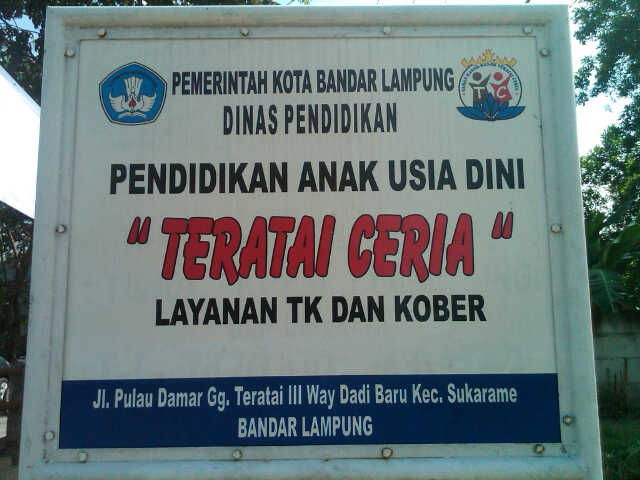 PEMERINTAH KOTA BANDAR LAMPUNG
DINAS PENDIDIKAN
PENDIDIKAN ANAK USIA DINI
" TERATAI CERIA "
LAYANAN TK DAN KOBER
Jl. Pulau Damar Gg. Teratai III Way Dadi Baru Kec. Sukarame
BANDAR LAMPUNG